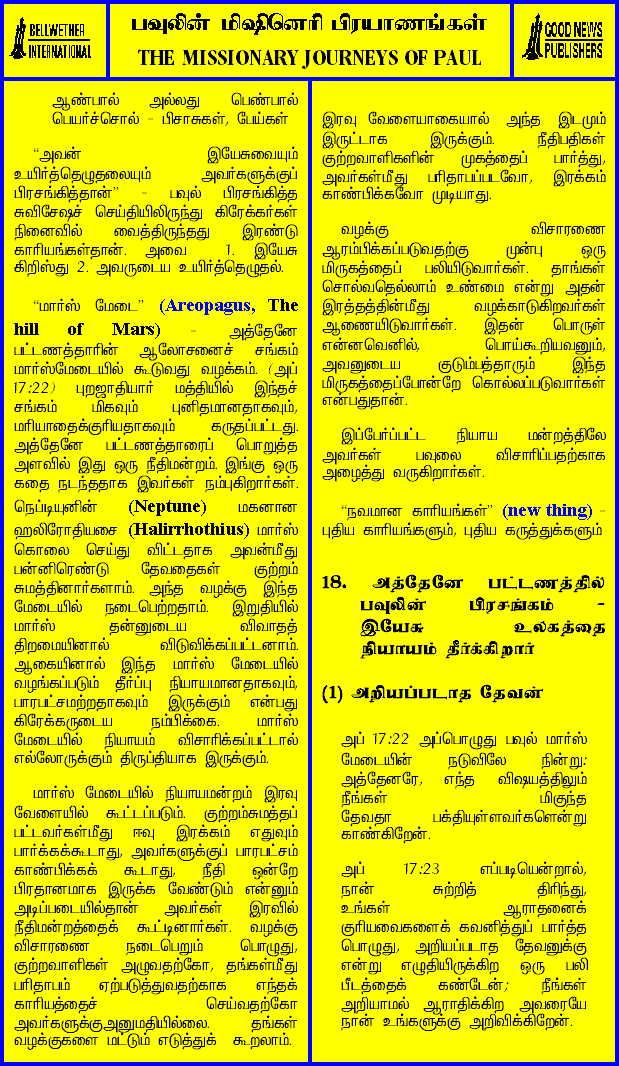 BELLWETHER
INTERNATIONAL
பவுலின் மிஷினெரி பிரயாணங்கள்
THE MISSIONARY JOURNEYS OF PAUL
GOOD NEWS
PUBLISHERS
ஆண்பால் அல்லது பெண்பால்
பெயர்ச்சொல் - பிசாசுகள், பேய்கள்
“அவன் இயேசுவையும்
உயிர்த்தெழுதலையும் அவர்களுக்குப்
பிரசங்கித்தான்” - பவுல் பிரசங்கித்த
சுவிசேஷச் செய்தியிலிருந்து கிரேக்கர்கள்
நினைவில் வைத்திருந்தது இரண்டு
காரியங்கள்தான். அவை 1. இயேசு
கிறிஸ்து 2. அவருடைய உயிர்த்தெழுதல்.
“மார்ஸ் மேடை” (Areopagus, The
hill of Mars) - அத்தேனே
பட்டணத்தாரின் ஆலோசனைச் சங்கம்
மார்ஸ்மேடையில் கூடுவது வழக்கம். (அப்
17:22) புறஜாதியார் மத்தியில் இந்தச்
சங்கம் மிகவும் புனிதமானதாகவும்,
மரியாதைக்குரியதாகவும் கருதப்பட்டது.
அத்தேனே பட்டணத்தாரைப் பொறுத்த
அளவில் இது ஒரு நீதிமன்றம். இங்கு ஒரு
கதை நடந்ததாக இவர்கள் நம்புகிறார்கள்.
நெப்டியுனின் (Neptune) மகனான
ஹலிரோதியசை (Halirrhothius) மார்ஸ்
கொலை செய்து விட்டதாக அவன்மீது
பன்னிரெண்டு தேவதைகள் குற்றம்
சுமத்தினார்களாம். அந்த வழக்கு இந்த
மேடையில் நடைபெற்றதாம். இறுதியில்
மார்ஸ் தன்னுடைய விவாதத்
திறமையினால் விடுவிக்கப்பட்டனாம்.
ஆகையினால் இந்த மார்ஸ் மேடையில்
வழங்கப்படும் தீர்ப்பு நியாயமானதாகவும்,
பாரபட்சமற்றதாகவும் இருக்கும் என்பது
கிரேக்கருடைய நம்பிக்கை. மார்ஸ்
மேடையில் நியாயம் விசாரிக்கப்பட்டால்
எல்லோருக்கும் திருப்தியாக இருக்கும்.
மார்ஸ் மேடையில் நியாயமன்றம் இரவு
வேளையில் கூட்டப்படும். குற்றம்சுமத்தப்
பட்டவர்கள்மீது ஈவு இரக்கம் எதுவும்
பார்க்கக்கூடாது, அவர்களுக்குப் பாரபட்சம்
காண்பிக்கக் கூடாது, நீதி ஒன்றே
பிரதானமாக இருக்க வேண்டும் என்னும்
அடிப்படையில்தான் அவர்கள் இரவில்
நீதிமன்றத்தைக் கூட்டினார்கள். வழக்கு
விசாரணை நடைபெறும் பொழுது,
குற்றவாளிகள் அழுவதற்கோ, தங்கள்மீது
பரிதாபம் ஏற்படுத்துவதற்காக எந்தக்
காரியத்தைச் செய்வதற்கோ
அவர்களுக்குஅனுமதியில்லை. தங்கள்
வழக்குகளை மட்டும் எடுத்துக் கூறலாம்.
இரவு வேளையாகையால் அந்த இடமும்
இருட்டாக இருக்கும். நீதிபதிகள்
குற்றவாளிகளின் முகத்தைப் பார்த்து,
அவர்கள்மீது பரிதாபப்படவோ, இரக்கம்
காண்பிக்கவோ முடியாது.
வழக்கு விசாரணை
ஆரம்பிக்கப்படுவதற்கு முன்பு ஒரு
மிருகத்தைப் பலியிடுவார்கள். தாங்கள்
சொல்வதெல்லாம் உண்மை என்று அதன்
இரத்தத்தின்மீது வழக்காடுகிறவர்கள்
ஆணையிடுவார்கள். இதன் பொருள்
என்னவெனில், பொய்கூறியவனும்,
அவனுடைய குடும்பத்தாரும் இந்த
மிருகத்தைப்போன்றே கொல்லப்படுவார்கள்
என்பதுதான்.
இப்பேர்ப்பட்ட நியாய மன்றத்திலே
அவர்கள் பவுலை விசாரிப்பதற்காக
அழைத்து வருகிறார்கள்.
“நவமான காரியங்கள்” (new thing) -
புதிய காரியங்களும், புதிய கருத்துக்களும்
18. அத்தேனே பட்டணத்தில்
பவுலின் பிரசங்கம் -
இயேசு உலகத்தை
நியாயம் தீர்க்கிறார்
(1) அறியப்படாத தேவன்
அப் 17:22 அப்பொழுது பவுல் மார்ஸ்
மேடையின் நடுவிலே நின்று:
அத்தேனரே, எந்த விஷயத்திலும்
நீங்கள் மிகுந்த
தேவதா பக்தியுள்ளவர்களென்று
காண்கிறேன்.
அப் 17:23 எப்படியென்றால்,
நான் சுற்றித் திரிந்து,
உங்கள் ஆராதனைக்
குரியவைகளைக் கவனித்துப் பார்த்த
பொழுது, அறியப்படாத தேவனுக்கு
என்று எழுதியிருக்கிற ஒரு பலி
பீடத்தைக் கண்டேன்; நீங்கள்
அறியாமல் ஆராதிக்கிற அவரையே
நான் உங்களுக்கு அறிவிக்கிறேன்.